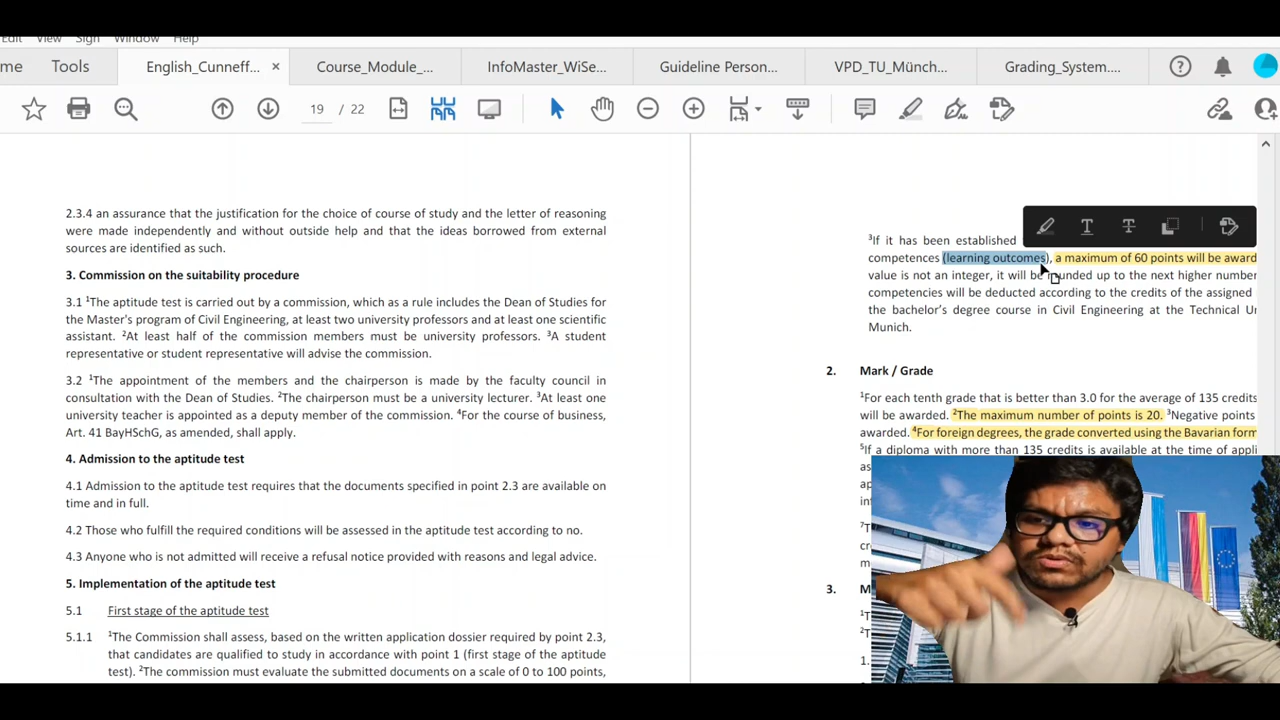 Edit View Sign Window Help
me Tools English_Cunneff... × Course_Module_... InfoMaster_WiSe... Guideline Person... VPD_TU_Münch... Grading_System....
19 / 22
2.3.4 an assurance that the justification for the choice of course of study and the letter of reasoning
were made independently and without outside help and that the ideas borrowed from external
sources are identified as such.
3. Commission on the suitability procedure
3.1 ¹The aptitude test is carried out by a commission, which as a rule includes the Dean of Studies for
the Master's program of Civil Engineering, at least two university professors and at least one scientific
assistant. ²At least half of the commission members must be university professors. ³A student
representative or student representative will advise the commission.
3.2 ¹The appointment of the members and the chairperson is made by the faculty council in
consultation with the Dean of Studies. ²The chairperson must be a university lecturer. ³At least one
university teacher is appointed as a deputy member of the commission. ⁴For the course of business,
Art. 41 BayHSchG, as amended, shall apply.
4. Admission to the aptitude test
4.1 Admission to the aptitude test requires that the documents specified in point 2.3 are available on
time and in full.
4.2 Those who fulfill the required conditions will be assessed in the aptitude test according to no.
4.3 Anyone who is not admitted will receive a refusal notice provided with reasons and legal advice.
5. Implementation of the aptitude test
5.1 First stage of the aptitude test
5.1.1 ¹The Commission shall assess, based on the written application dossier required by point 2.3,
that candidates are qualified to study in accordance with point 1 (first stage of the aptitude
test). ²The commission must evaluate the submitted documents on a scale of 0 to 100 points,
³If it has been established
competences (learning outcomes), a maximum of 60 points will be award
value is not an integer, it will be rounded up to the next higher number
competencies will be deducted according to the credits of the assigned
the bachelor's degree course in Civil Engineering at the Technical Un
Munich.
2. Mark / Grade
¹For each tenth grade that is better than 3.0 for the average of 135 credits
will be awarded. ²The maximum number of points is 20. ³Negative points
awarded. ⁴For foreign degrees, the grade converted using the Bavarian form
⁵If a diploma with more than 135 credits is available at the time of appli
3. M
1.